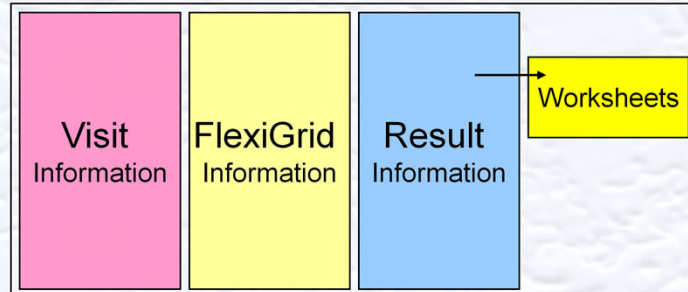 Visit
Information
FlexiGrid
Information
Result
Information
Worksheets